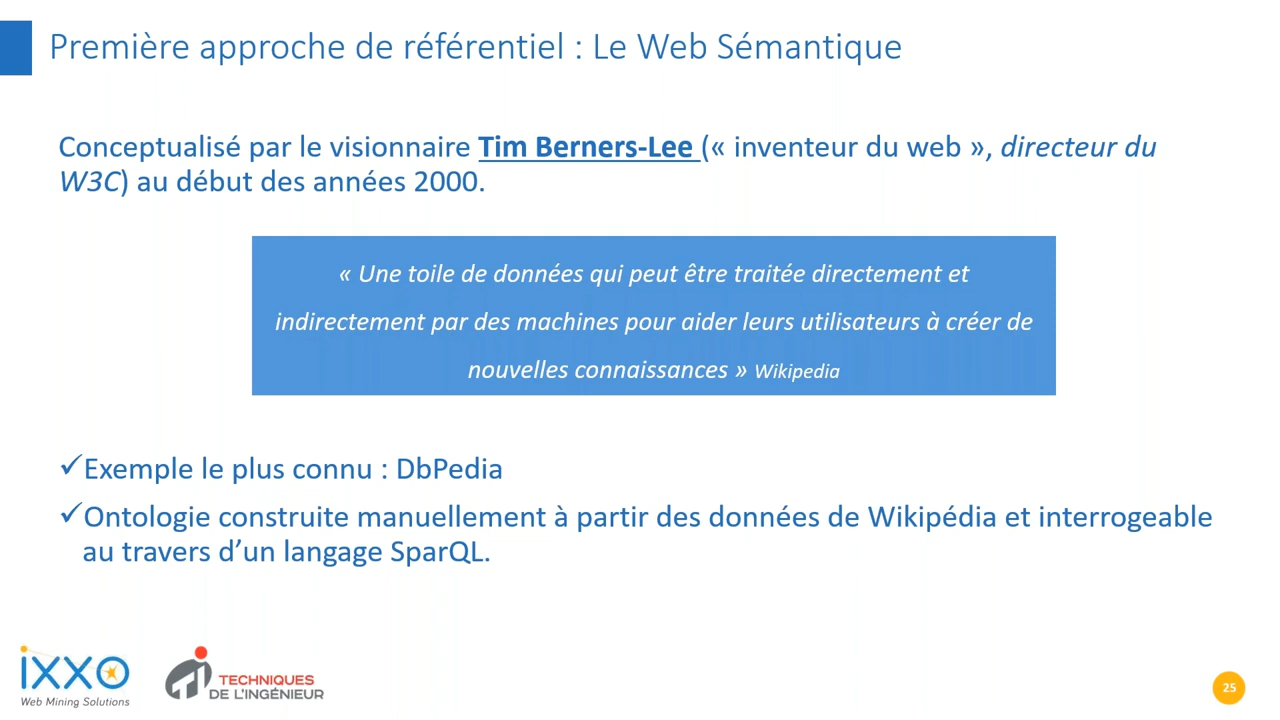 Première approche de référentiel : Le Web Sémantique
Conceptualisé par le visionnaire Tim Berners-Lee (« inventeur du web », directeur du
W3C) au début des années 2000.
« Une toile de données qui peut être traitée directement et
indirectement par des machines pour aider leurs utilisateurs à créer de
nouvelles connaissances » Wikipedia
✓Exemple le plus connu : DbPedia
✓Ontologie construite manuellement à partir des données de Wikipédia et interrogeable
au travers d’un langage SparQL.
ixxo
Web Mining Solutions
TECHNIQUES
DE L'INGÉNIEUR
25